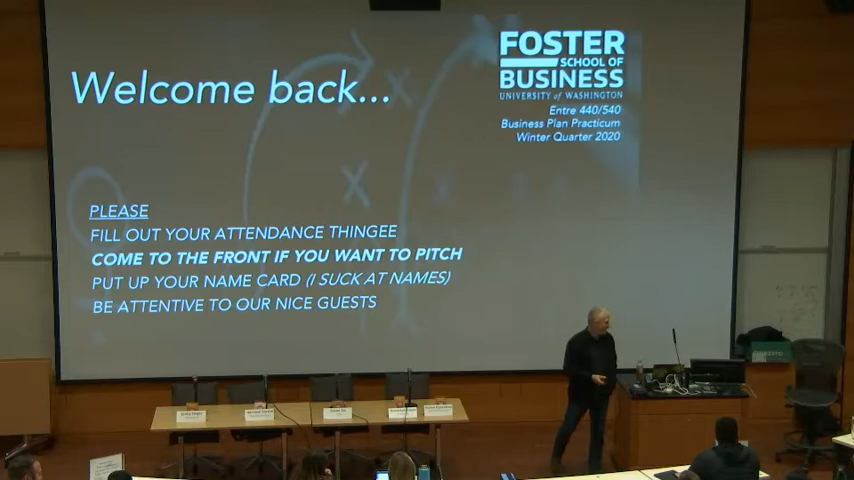 Welcome back...
FOSTER
SCHOOL OF
BUSINESS
UNIVERSITY of WASHINGTON
Entre 440/540
Business Plan Practicum
Winter Quarter 2020
PLEASE
FILL OUT YOUR ATTENDANCE THINGEE
COME TO THE FRONT IF YOU WANT TO PITCH
PUT UP YOUR NAME CARD (I SUCK AT NAMES)
BE ATTENTIVE TO OUR NICE GUESTS